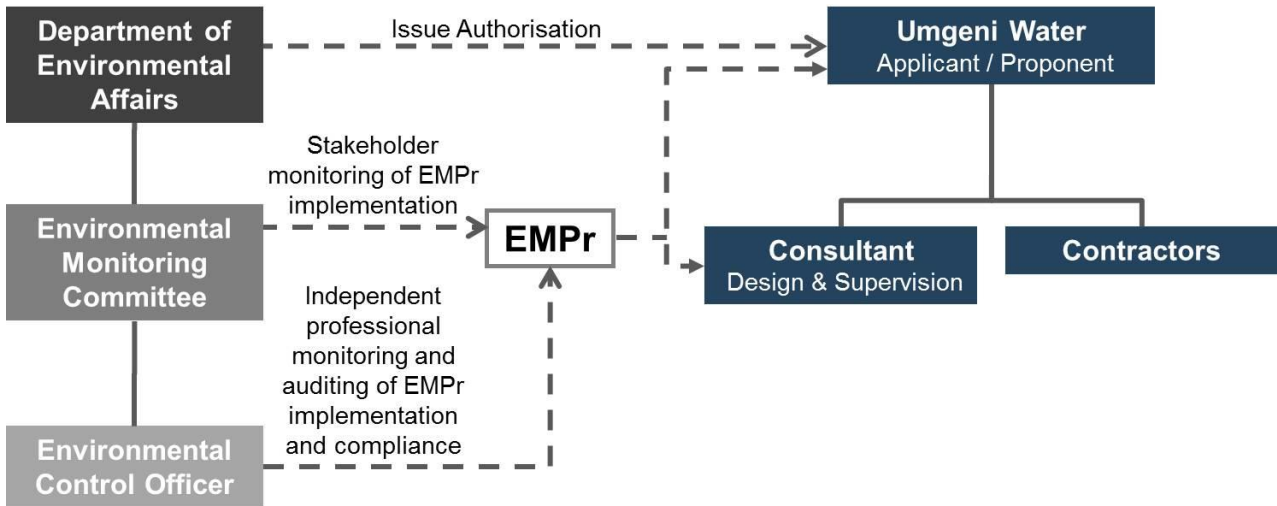 Department of
Environmental
Affairs
Issue Authorisation
Umgeni Water
Applicant / Proponent
Stakeholder
monitoring of EMPr
implementation
Environmental
Monitoring
Committee
EMPr
Consultant
Design & Supervision
Contractors
Independent
professional
monitoring and
auditing of EMPr
implementation
and compliance
Environmental
Control Officer